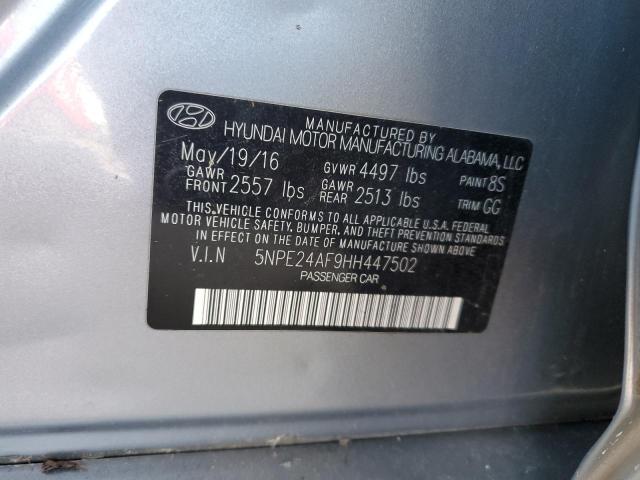 MANUFACTURED BY
HYUNDAI MOTOR MANUFACTURING ALABAMA, LLC
May/19/16 GVWR 4497 lbs PAINT 8S
GAWR FRONT 2557 lbs GAWR REAR 2513 lbs TRIM GG
THIS VEHICLE CONFORMS TO ALL APPLICABLE U.S.A. FEDERAL
MOTOR VEHICLE SAFETY, BUMPER, AND THEFT PREVENTION STANDARDS
IN EFFECT ON THE DATE OF MANUFACTURE SHOWN ABOVE
V.I.N 5NPE24AF9HH447502
PASSENGER CAR